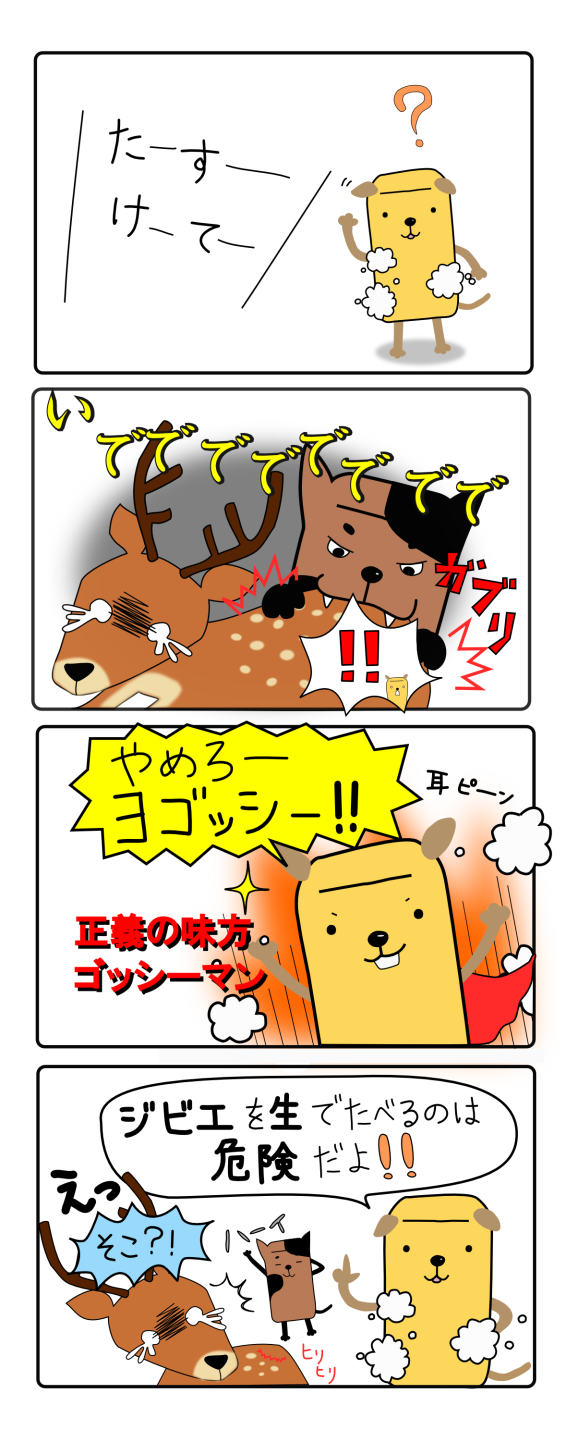 ?
たーすー
けーてー
いででででででででで
ガブリ
!!
やめろー
ヨゴッシー!!
耳ピーン
正義の味方
ゴッシーマン
ジビエを生でたべるのは
危険だよ!!
えっ
そこ?!
ハーイ
ヒリ
ヒリ